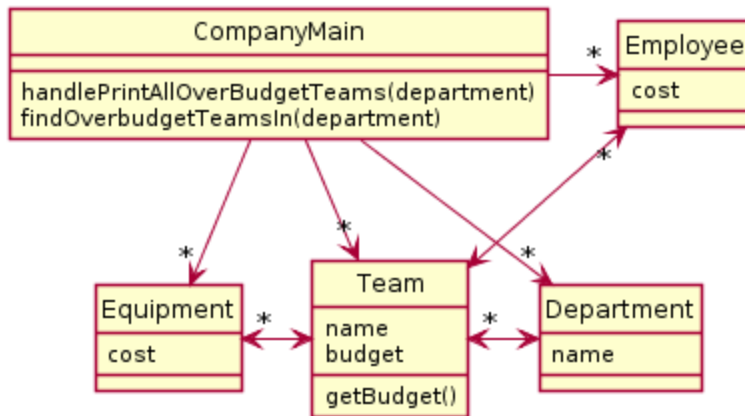 CompanyMain
handlePrintAllOverBudgetTeams(department)
findOverbudgetTeamsIn(department)
*
Employee
cost
*
*
*
*
Equipment
cost
*
Team
name
budget
getBudget()
*
Department
name